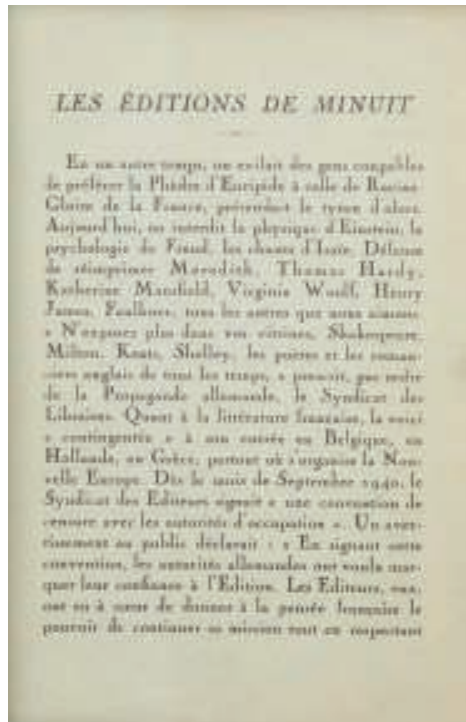 LES ÉDITIONS DE MINUIT
En un autre temps, on exilait des gens coupables
de préférer la Phèdre d'Euripide à celle de Racine.
Gloire de la France, prétendait le tyran d'alors.
Aujourd'hui, on interdit la physique d'Einstein, la
psychologie de Freud, les chants d'Isaïe. Défense
de réimprimer Meredith, Thomas Hardy,
Katherine Mansfield, Virginia Woolf, Henry
James, Faulkner, tous les autres que nous aimons.
« N'exposez plus dans vos vitrines, Shakespeare,
Milton, Keats, Shelley, les poètes et les roman-
ciers anglais de tous les temps, » prescrit, par ordre
de la Propagande allemande, le Syndicat des
Libraires. Quant à la littérature française, la voici
« contingentée » à son entrée en Belgique, en
Hollande, en Grèce, partout où s'organise la Nou-
velle Europe. Dès le mois de Septembre 1940, le
Syndicat des Editeurs signait « une convention de
censure avec les autorités d'occupation ». Un aver-
tissement au public déclarait : « En signant cette
convention, les autorités allemandes ont voulu mar-
quer leur confiance à l'Edition. Les Editeurs, eux,
ont eu à cœur de donner à la pensée française le
pouvoir de continuer sa mission tout en respectant